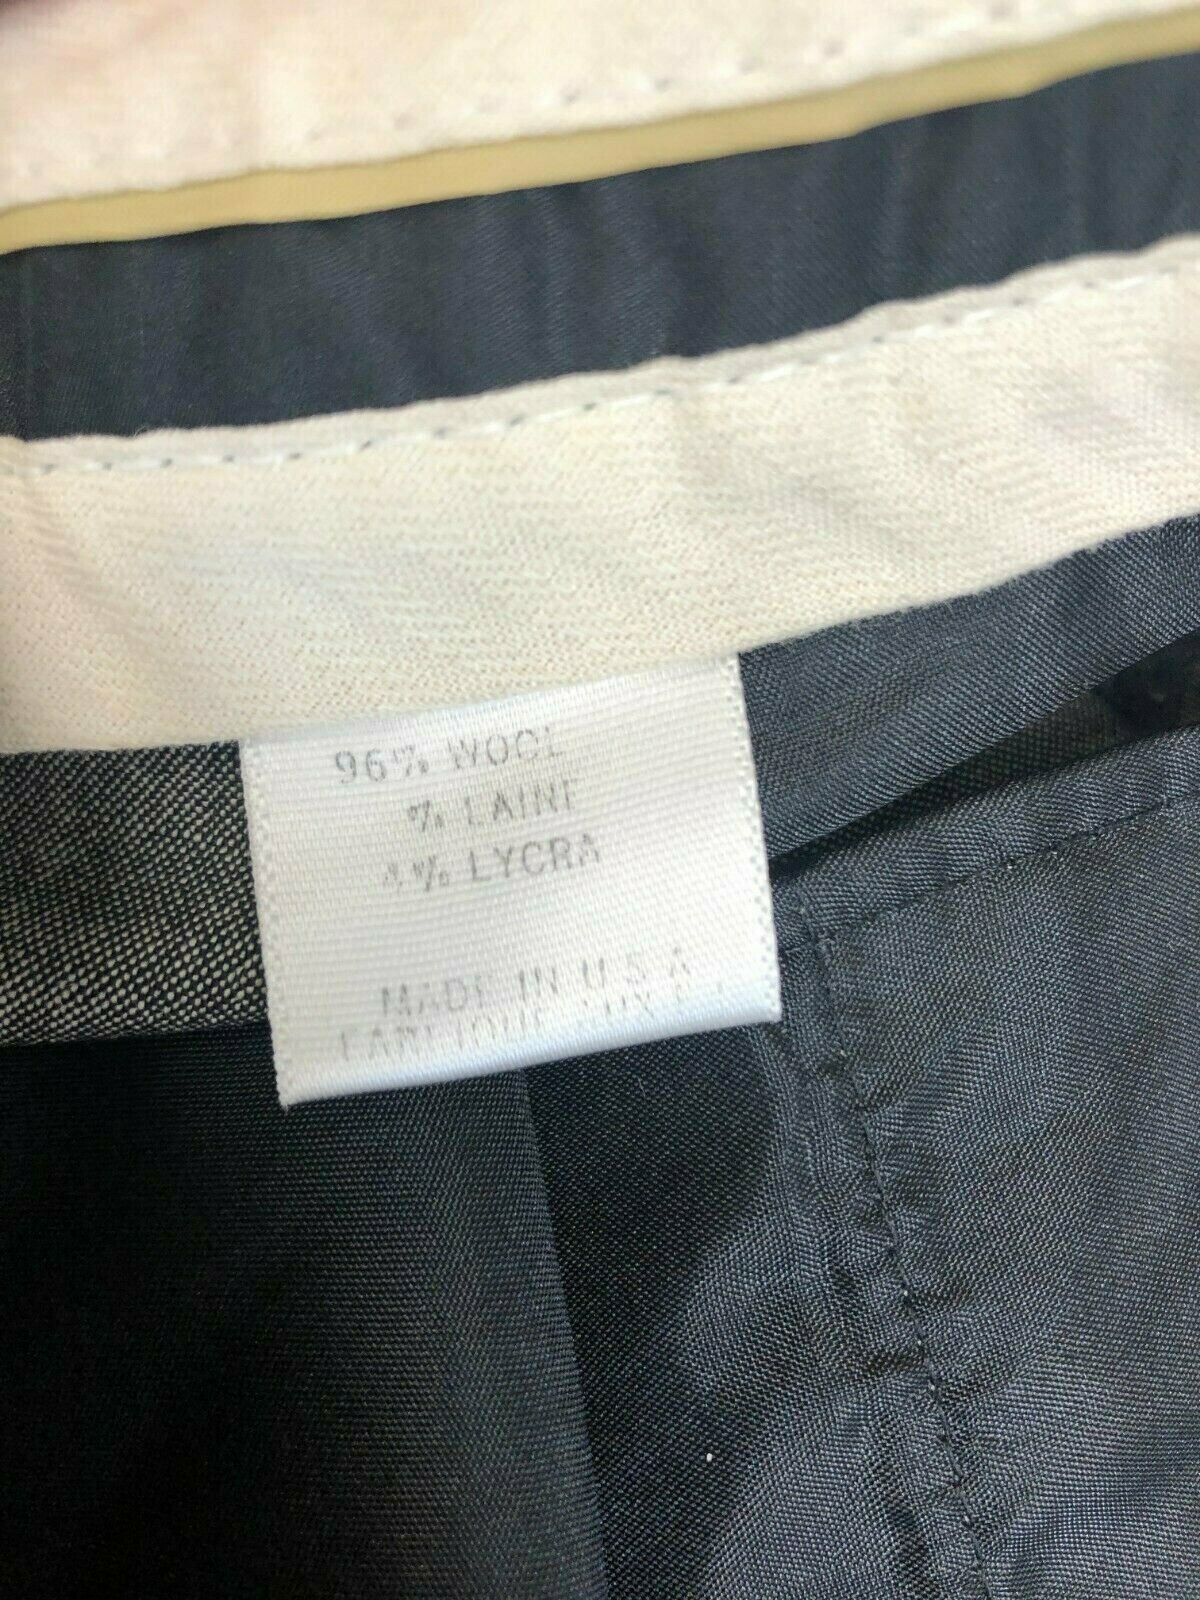 96% WOOL
% LAINE
4% LYCRA
MADE IN U.S.A